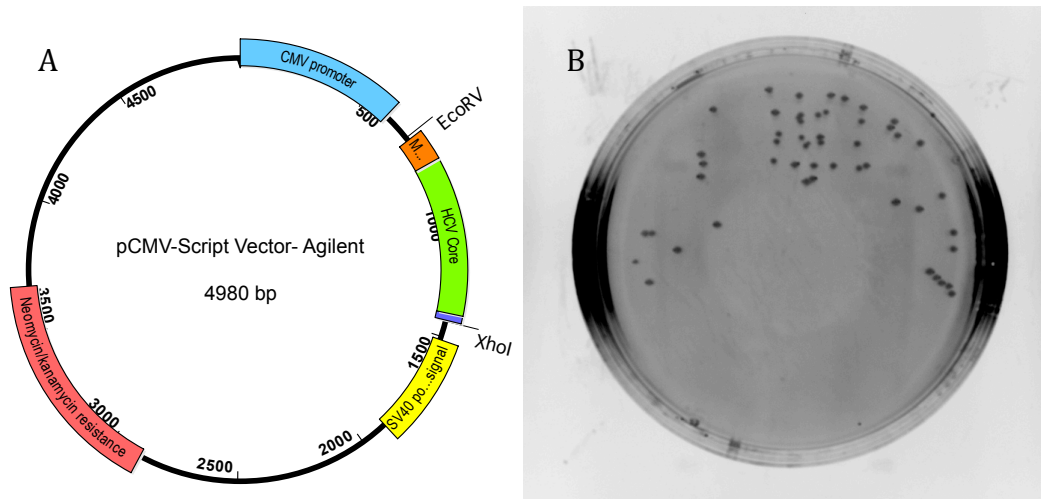 A
B
CMV promoter
EcoRV
M...
HCV Core
XhoI
SV40 po...signal
Neomycin/kanamycin resistance
pCMV-Script Vector- Agilent
4980 bp
500
1000
1500
2000
2500
3000
3500
4000
4500